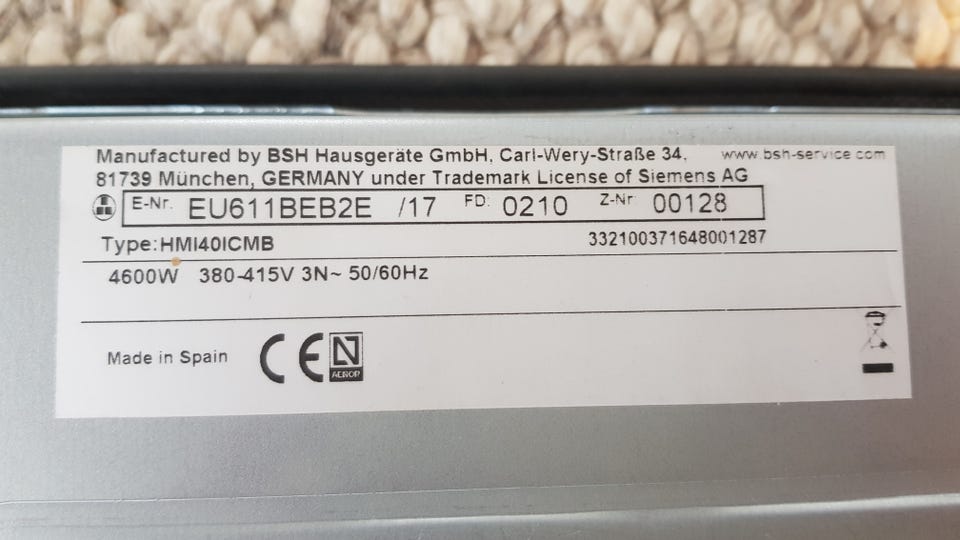 Manufactured by BSH Hausgeräte GmbH, Carl-Wery-Straße 34, www.bsh-service.com
81739 München, GERMANY under Trademark License of Siemens AG
E-Nr. EU611BEB2E /17 FD: 0210 Z-Nr 00128
Type: HMI40ICMB 332100371648001287
4600W 380-415V 3N~ 50/60Hz
Made in Spain CE N
AENOR